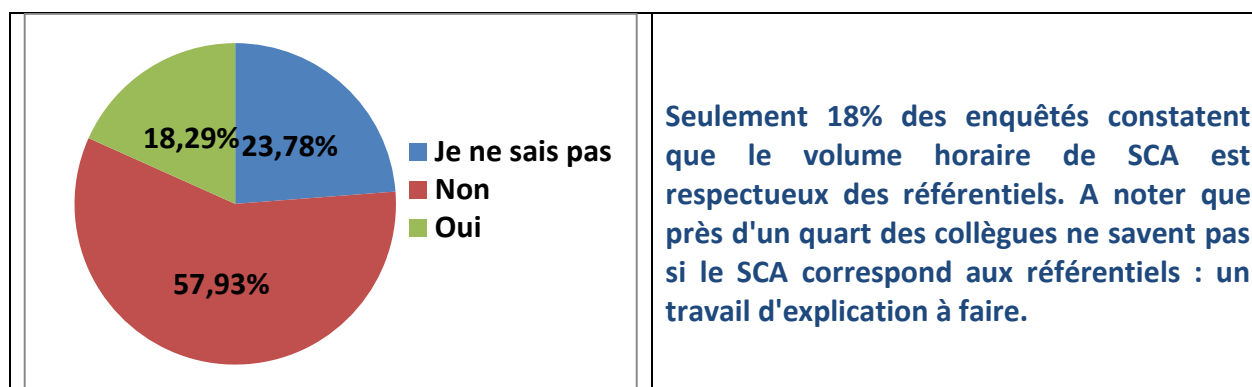 18,29%
23,78%
57,93%
Je ne sais pas
Non
Oui
Seulement 18% des enquêtés constatent
que le volume horaire de SCA est
respectueux des référentiels. A noter que
près d'un quart des collègues ne savent pas
si le SCA correspond aux référentiels : un
travail d'explication à faire.